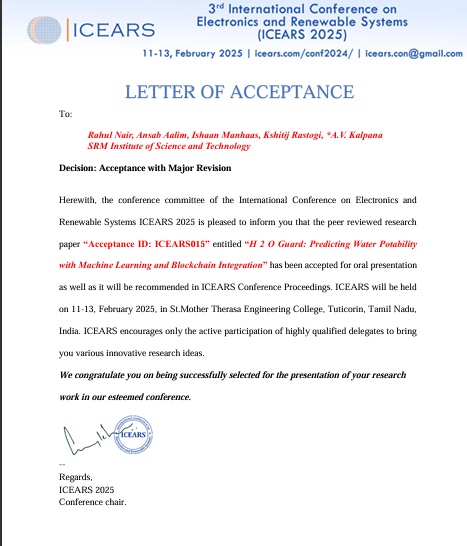 ICEARS
3rd International Conference on
Electronics and Renewable Systems
(ICEARS 2025)
11-13, February 2025 | icears.com/conf2024/ | icears.con@gmail.com
LETTER OF ACCEPTANCE
To:
Rahul Nair, Ansab Aalim, Ishaan Manhaas, Kshitij Rastogi, *A.V. Kalpana
SRM Institute of Science and Technology
Decision: Acceptance with Major Revision
Herewith, the conference committee of the International Conference on Electronics and
Renewable Systems ICEARS 2025 is pleased to inform you that the peer reviewed research
paper “Acceptance ID: ICEARS015” entitled “H 2 O Guard: Predicting Water Potability
with Machine Learning and Blockchain Integration” has been accepted for oral presentation
as well as it will be recommended in ICEARS Conference Proceedings. ICEARS will be held
on 11-13, February 2025, in St.Mother Therasa Engineering College, Tuticorin, Tamil Nadu,
India. ICEARS encourages only the active participation of highly qualified delegates to bring
you various innovative research ideas.
We congratulate you on being successfully selected for the presentation of your research
work in our esteemed conference.
ICEARS
--
Regards,
ICEARS 2025
Conference chair.